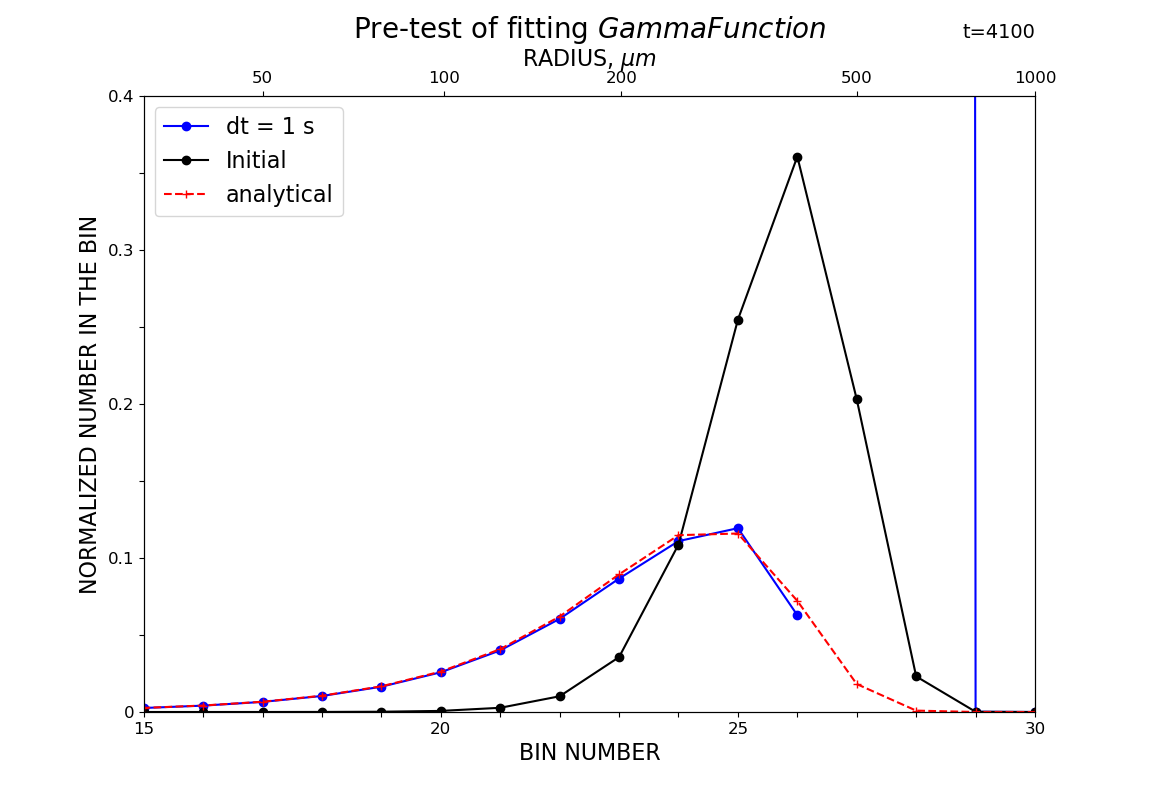 Pre-test of fitting GammaFunction
t=4100
RADIUS, μm
50 100 200 500 1000
0.4
0.3
0.2
0.1
0
NORMALIZED NUMBER IN THE BIN
dt = 1 s
Initial
analytical
15 20 25 30
BIN NUMBER